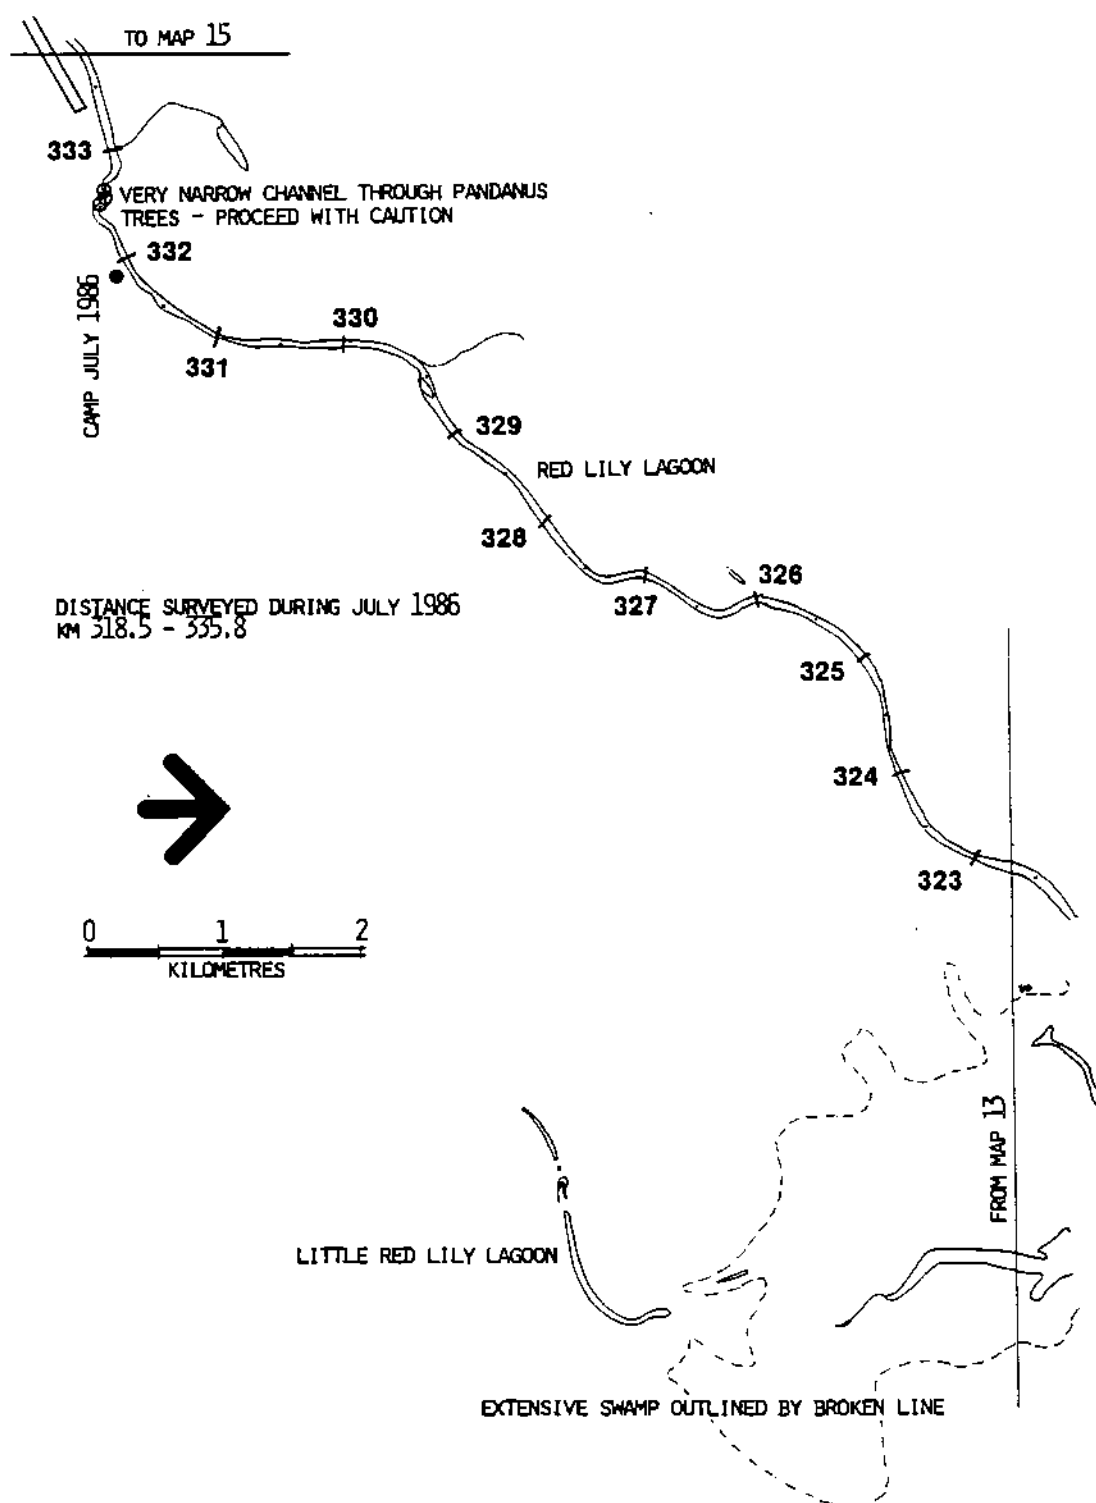 TO MAP 15
333
VERY NARROW CHANNEL THROUGH PANDANUS
TREES - PROCEED WITH CAUTION
332
CAMP JULY 1986
330
331
329
RED LILY LAGOON
328
326
327
DISTANCE SURVEYED DURING JULY 1986
KM 318.5 - 335.8
325
324
323
0 1 2
KILOMETRES
FROM MAP 13
LITTLE RED LILY LAGOON
EXTENSIVE SWAMP OUTLINED BY BROKEN LINE